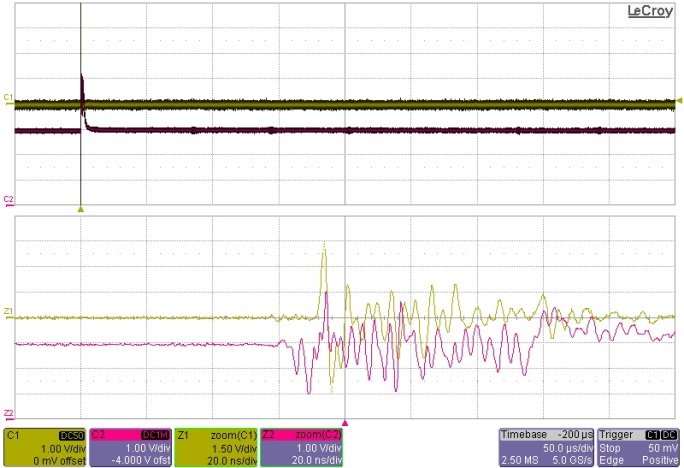 LeCroy
C1
C2
Z1
Z2
C1 DC50
1.00 V/div
0 mV offset
C2 DC1M
1.00 V/div
-4.000 V ofst
Z1 zoom(C1)
1.50 V/div
20.0 ns/div
Z2 zoom(C2)
1.00 V/div
20.0 ns/div
Timebase -200 µs
50.0 µs/div
2.50 MS 5.0 GS/s
Trigger C1 DC
Stop 50 mV
Edge Positive